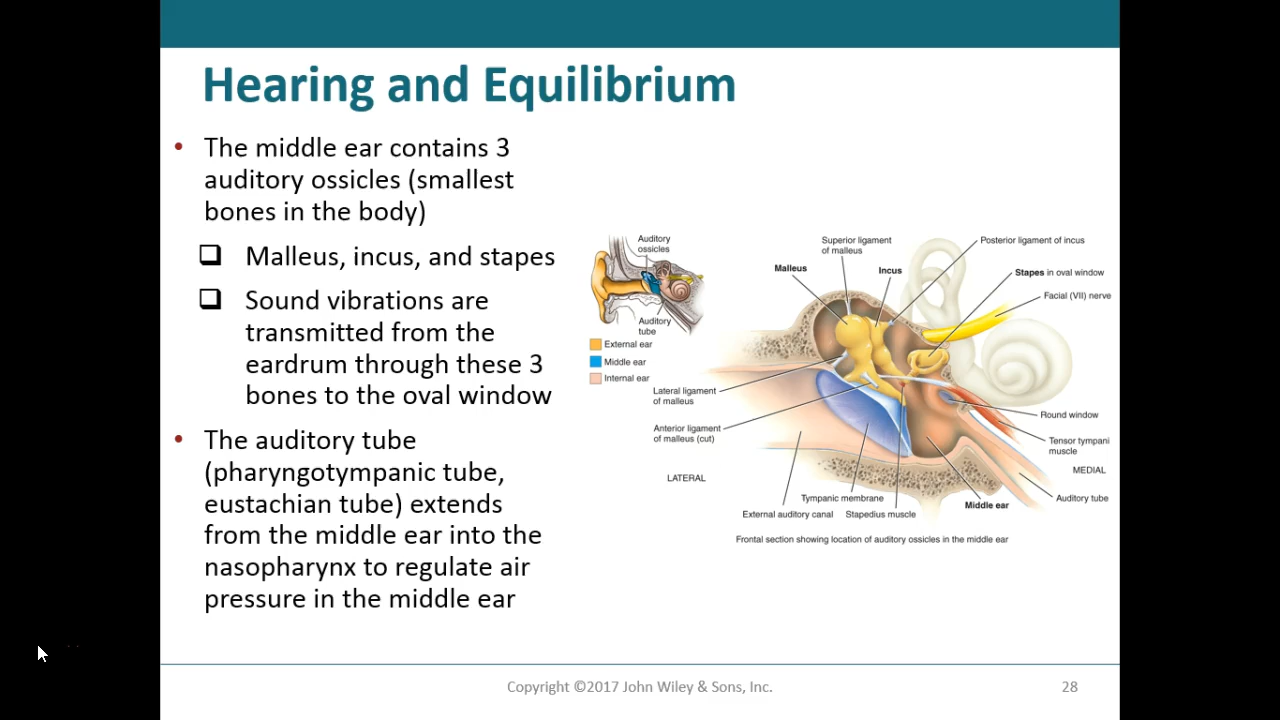 Hearing and Equilibrium
• The middle ear contains 3
auditory ossicles (smallest
bones in the body)
❑ Malleus, incus, and stapes
❑ Sound vibrations are
transmitted from the
eardrum through these 3
bones to the oval window
• The auditory tube
(pharyngotympanic tube,
eustachian tube) extends
from the middle ear into the
nasopharynx to regulate air
pressure in the middle ear
Auditory
ossicles
Auditory
tube
External ear
Middle ear
Internal ear
Superior ligament
of malleus
Posterior ligament of incus
Malleus
Incus
Stapes in oval window
Facial (VII) nerve
Lateral ligament
of malleus
Anterior ligament
of malleus (cut)
Round window
Tensor tympani
muscle
LATERAL
MEDIAL
Auditory tube
Tympanic membrane
Middle ear
External auditory canal
Stapedius muscle
Frontal section showing location of auditory ossicles in the middle ear
Copyright ©2017 John Wiley & Sons, Inc.
28